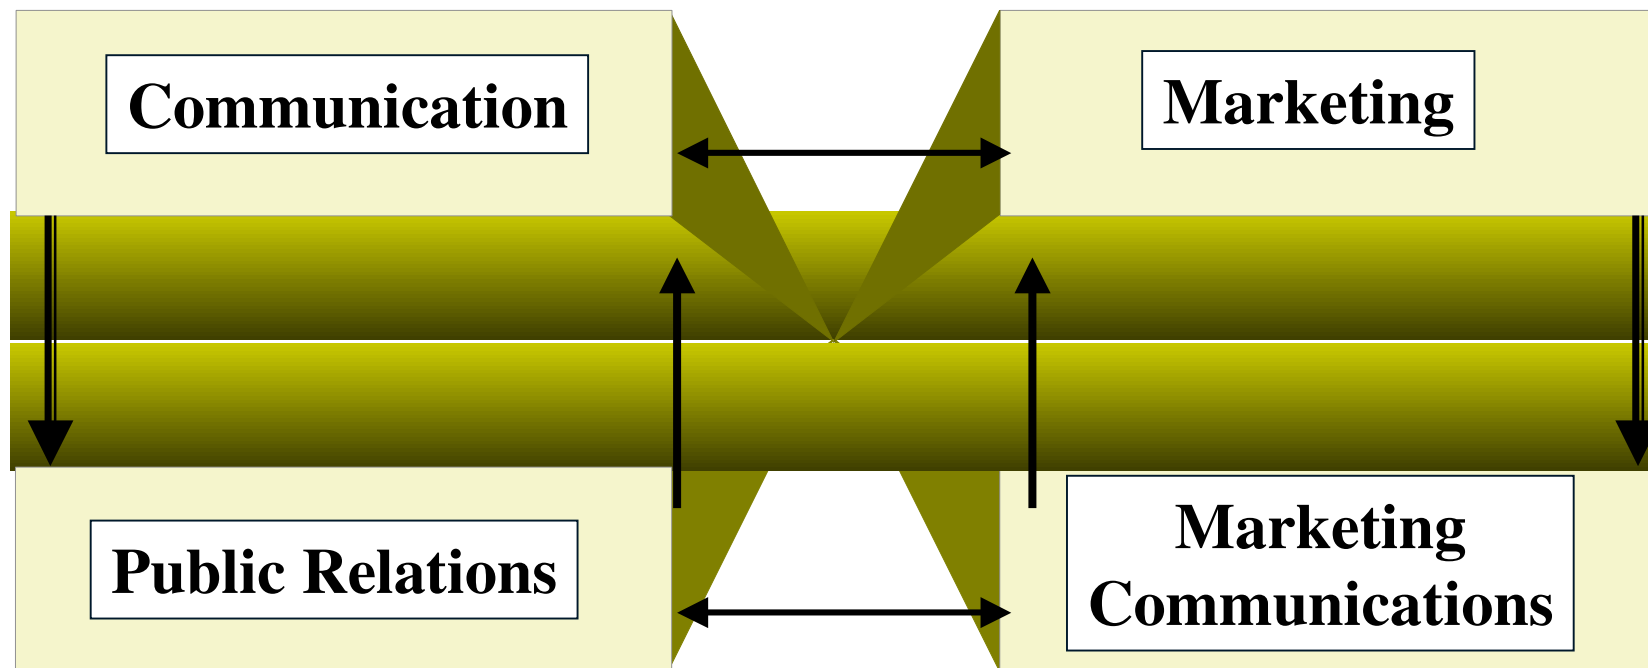 Communication
Marketing
Public Relations
Marketing
Communications